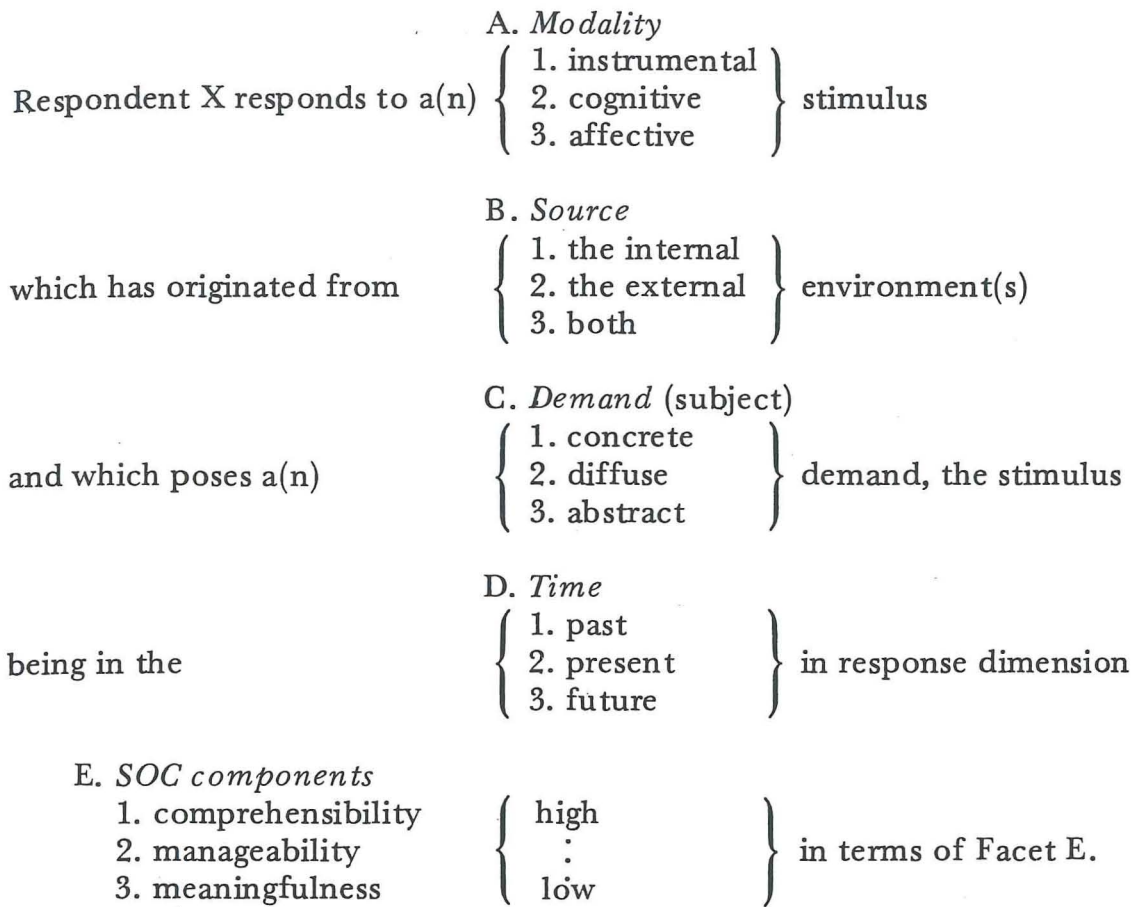 A. Modality
1. instrumental
Respondent X responds to a(n) { 2. cognitive } stimulus
3. affective
B. Source
1. the internal
which has originated from { 2. the external } environment(s)
3. both
C. Demand (subject)
1. concrete
and which poses a(n) { 2. diffuse } demand, the stimulus
3. abstract
D. Time
1. past
being in the { 2. present } in response dimension
3. future
E. SOC components
1. comprehensibility { high
2. manageability : } in terms of Facet E.
3. meaningfulness low